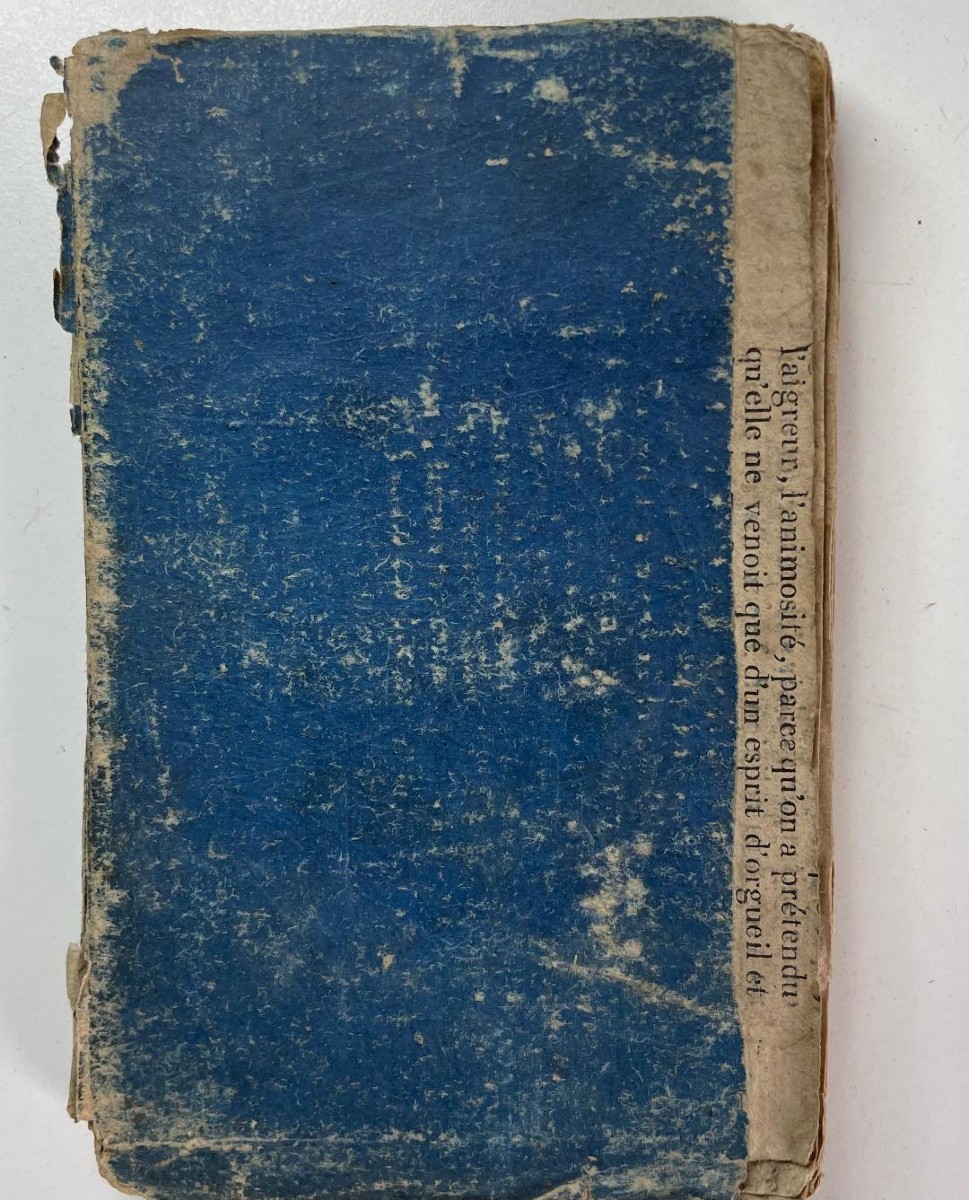 l'aigreur, l'animosité, parce qu'on a prétendu
qu'elle ne venoit que d'un esprit d'orgueil et